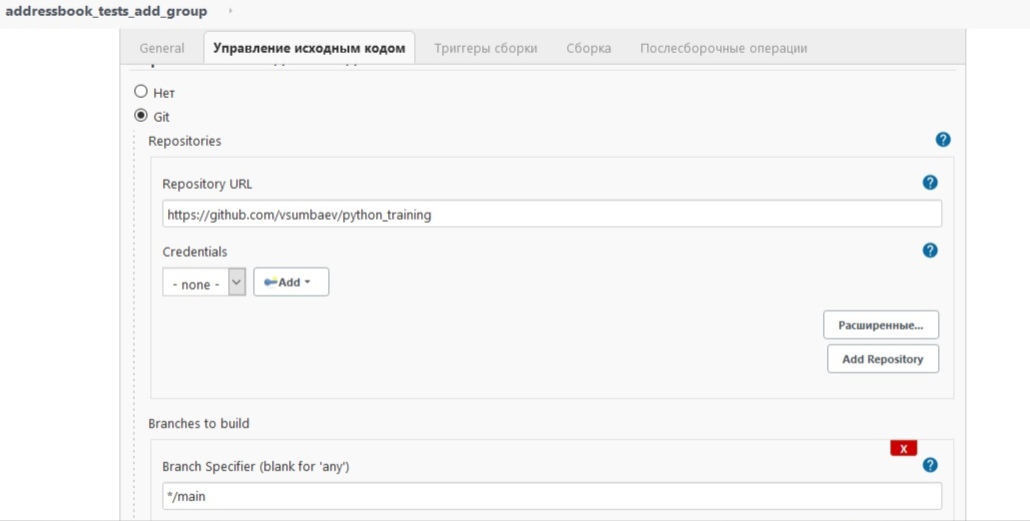 addressbook_tests_add_group
General Управление исходным кодом Триггеры сборки Сборка Послесборочные операции
Нет
Git
Repositories
Repository URL
https://github.com/vsumbaev/python_training
Credentials
- none - Add
Расширенные...
Add Repository
Branches to build
X
Branch Specifier (blank for 'any')
*/main